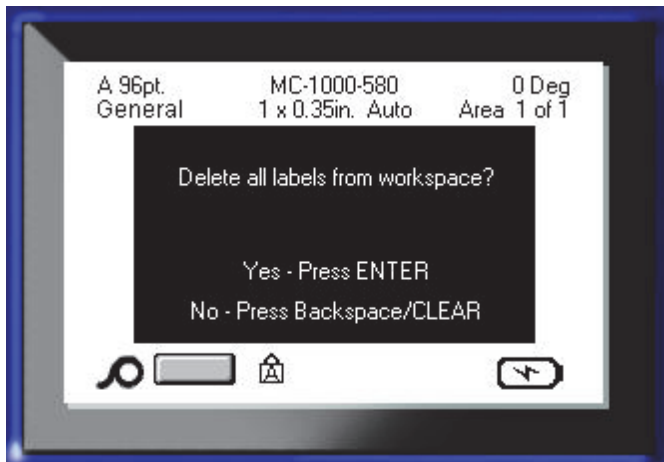 A 96pt. MC-1000-580 0 Deg
General 1 x 0.35in. Auto Area 1 of 1
Delete all labels from workspace?
Yes - Press ENTER
No - Press Backspace/CLEAR
A